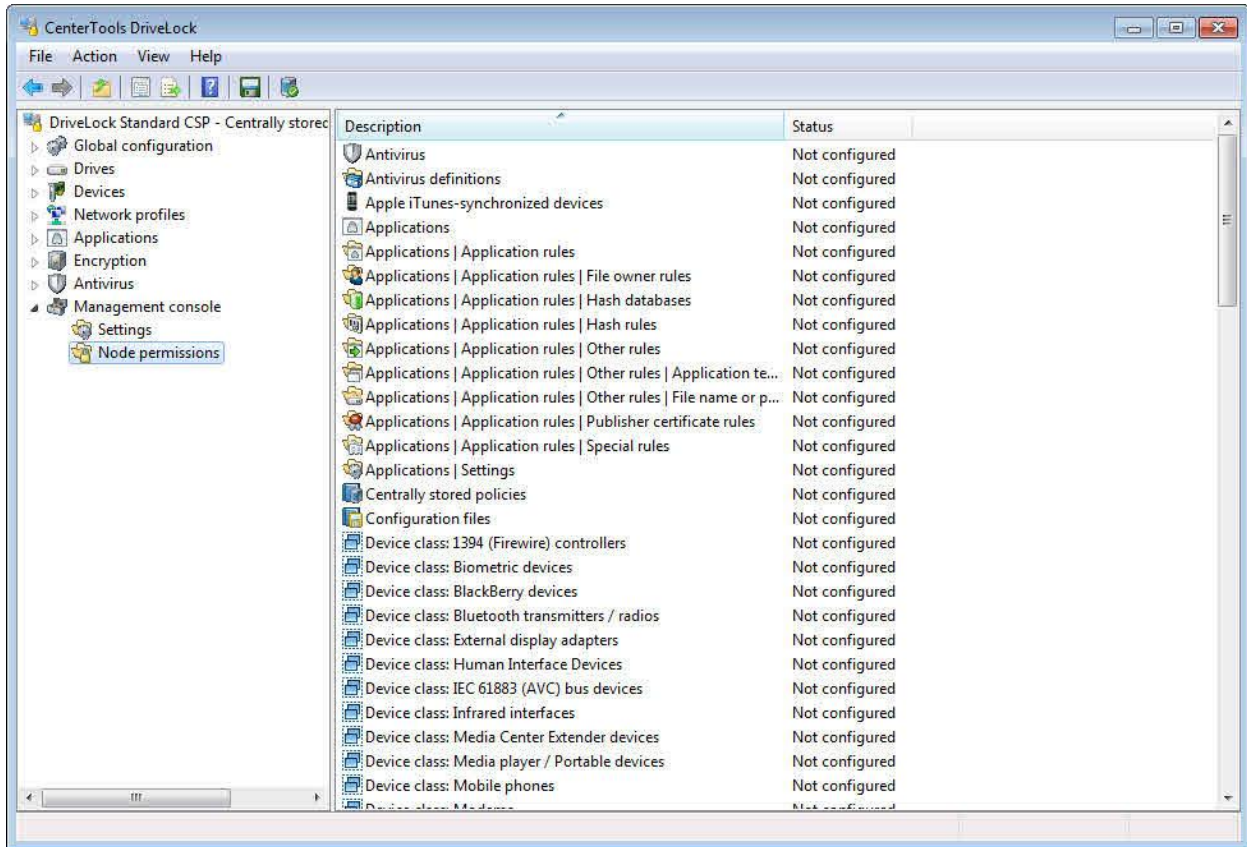 CenterTools DriveLock
File Action View Help
DriveLock Standard CSP - Centrally stored
Global configuration
Drives
Devices
Network profiles
Applications
Encryption
Antivirus
Management console
Settings
Node permissions
Description Status
Antivirus Not configured
Antivirus definitions Not configured
Apple iTunes-synchronized devices Not configured
Applications Not configured
Applications | Application rules Not configured
Applications | Application rules | File owner rules Not configured
Applications | Application rules | Hash databases Not configured
Applications | Application rules | Hash rules Not configured
Applications | Application rules | Other rules Not configured
Applications | Application rules | Other rules | Application te... Not configured
Applications | Application rules | Other rules | File name or p... Not configured
Applications | Application rules | Publisher certificate rules Not configured
Applications | Application rules | Special rules Not configured
Applications | Settings Not configured
Centrally stored policies Not configured
Configuration files Not configured
Device class: 1394 (Firewire) controllers Not configured
Device class: Biometric devices Not configured
Device class: BlackBerry devices Not configured
Device class: Bluetooth transmitters / radios Not configured
Device class: External display adapters Not configured
Device class: Human Interface Devices Not configured
Device class: IEC 61883 (AVC) bus devices Not configured
Device class: Infrared interfaces Not configured
Device class: Media Center Extender devices Not configured
Device class: Media player / Portable devices Not configured
Device class: Mobile phones Not configured
Device class: Modems Not configured